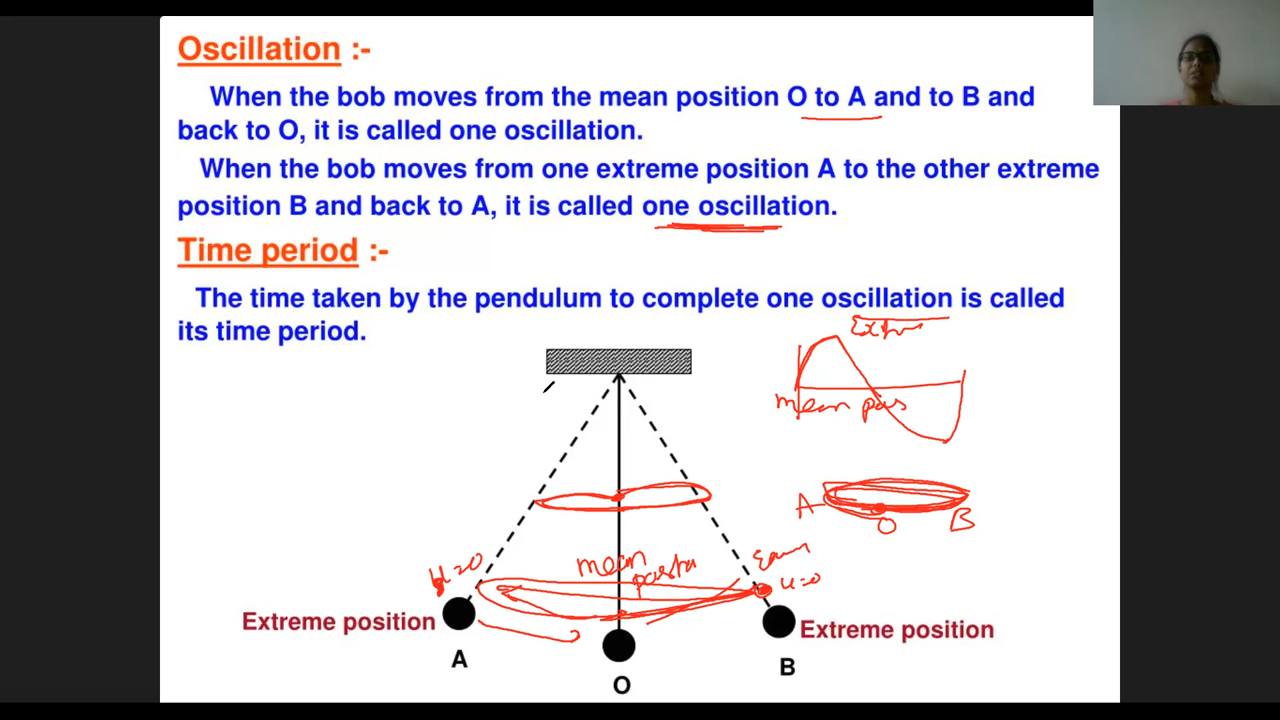 Oscillation :-
When the bob moves from the mean position O to A and to B and
back to O, it is called one oscillation.
When the bob moves from one extreme position A to the other extreme
position B and back to A, it is called one oscillation.
Time period :-
The time taken by the pendulum to complete one oscillation is called
its time period.
mean pos
A
O
B
mean
u=0
u=0
Extreme position
Extreme position
A
B
O